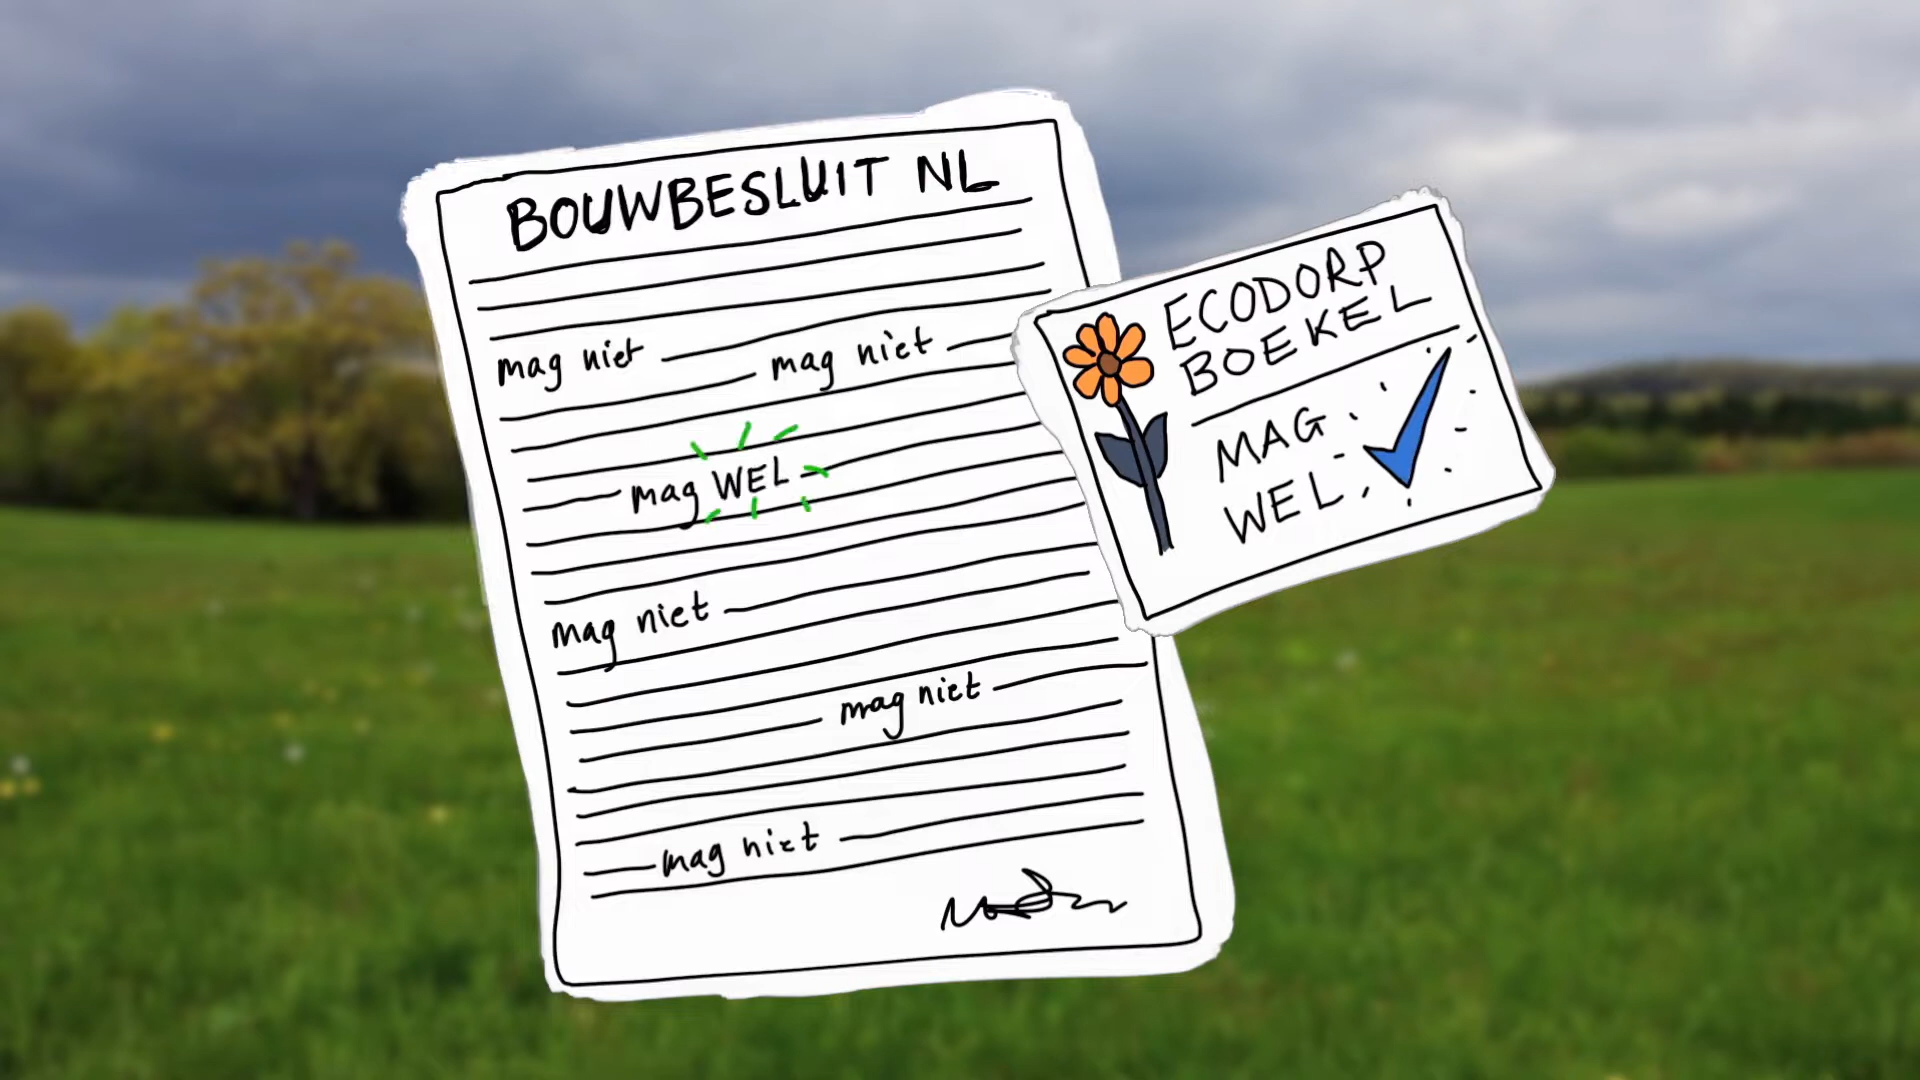 BOUWBESLUIT NL
mag niet
mag niet
mag WEL
mag niet
mag niet
mag niet
ECODORP
BOEKEL
MAG
WEL